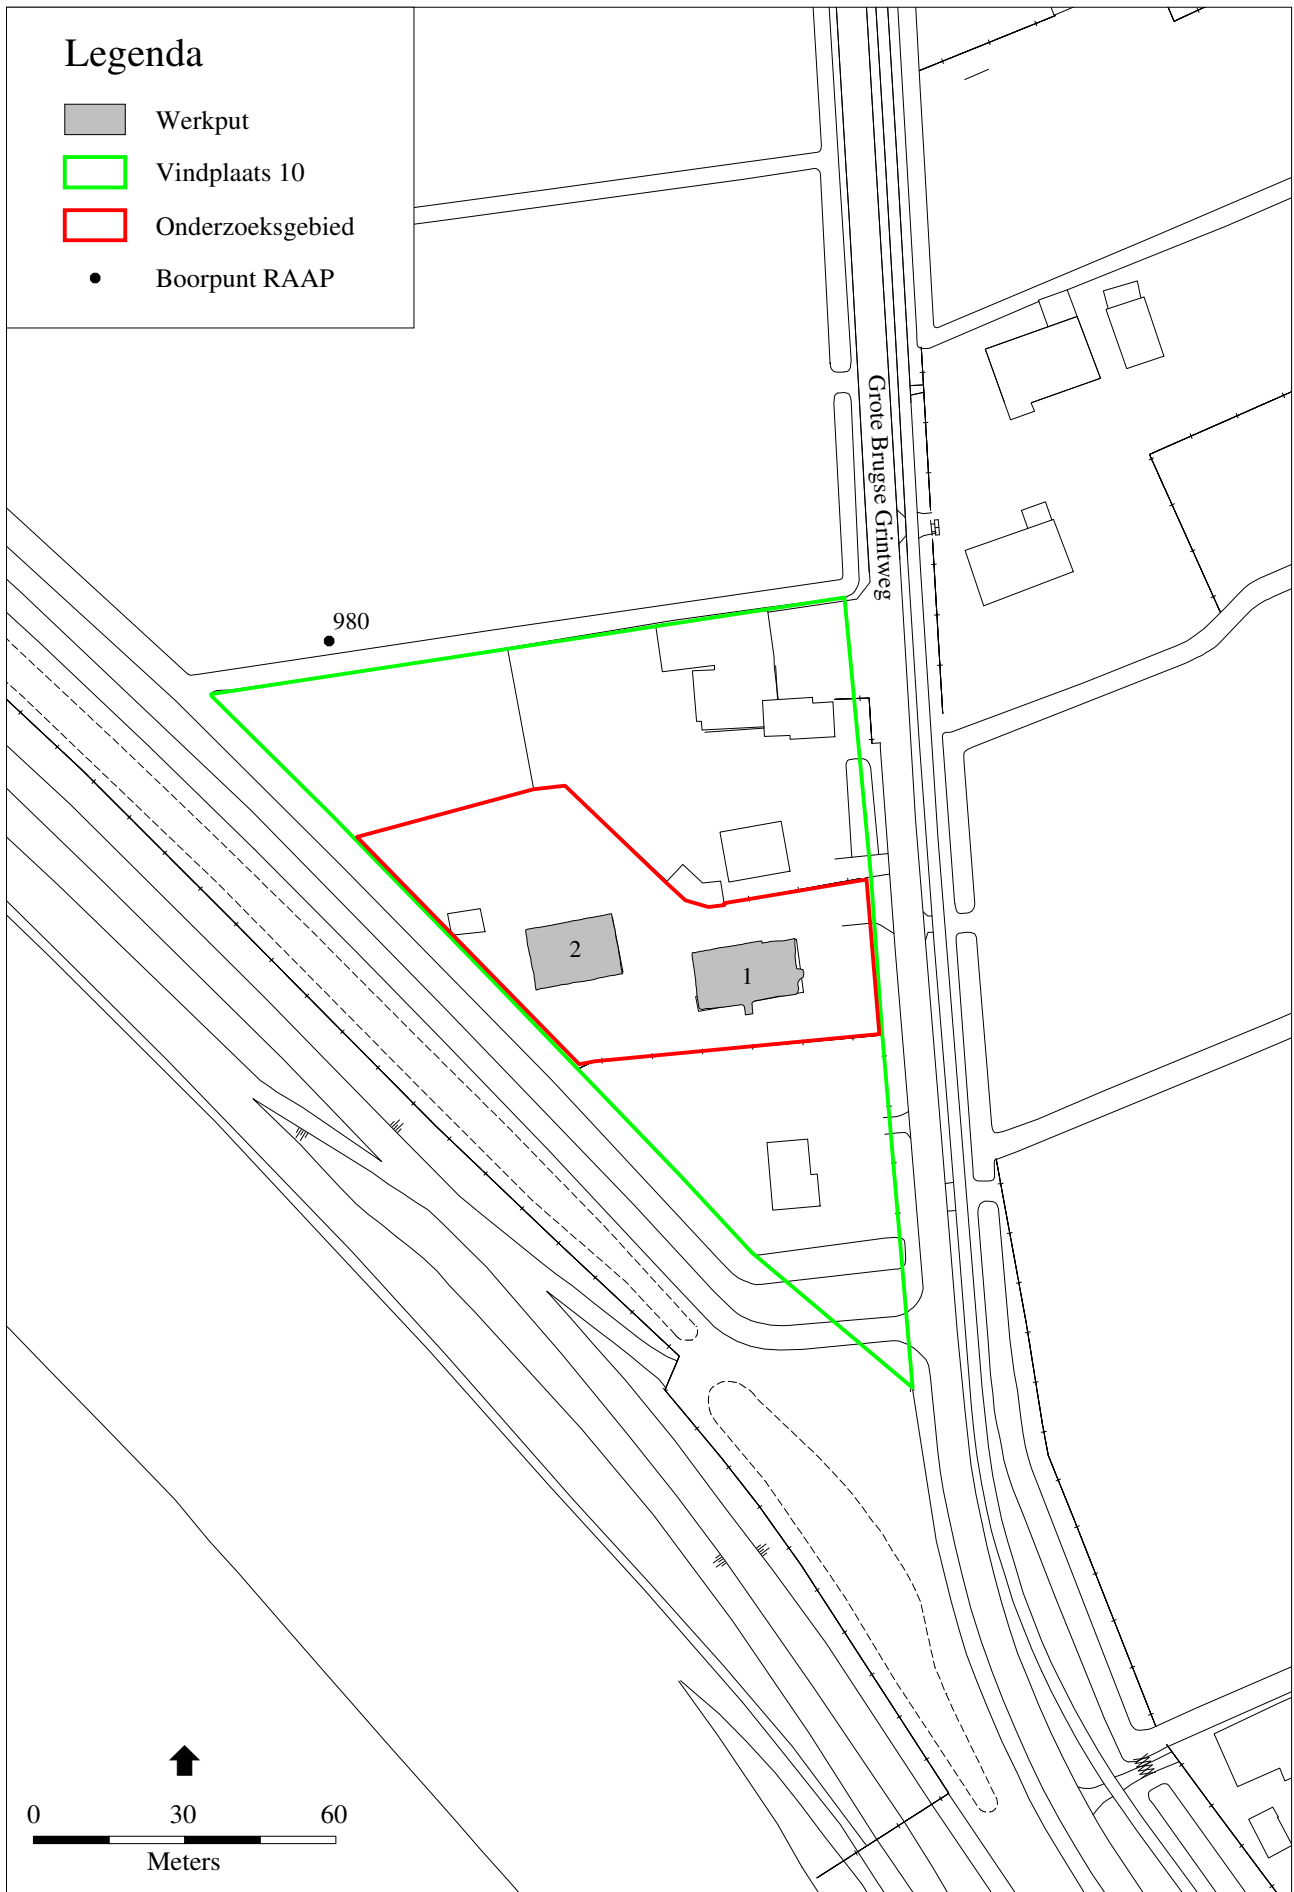 Legenda
Werkput
Vindplaats 10
Onderzoeksgebied
Boorpunt RAAP
Grote Brugse Grintweg
980
2
1
0 30 60
Meters